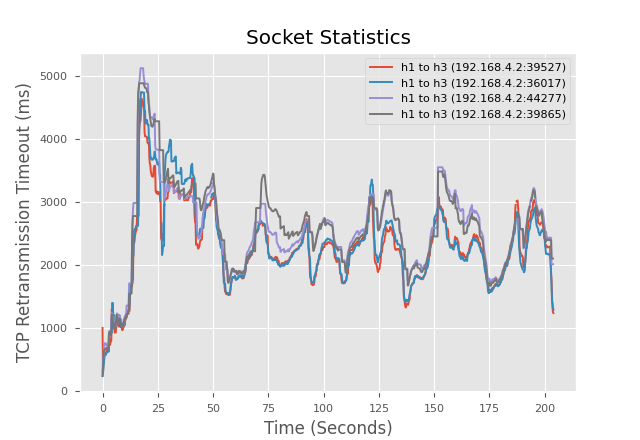 Socket Statistics
h1 to h3 (192.168.4.2:39527)
h1 to h3 (192.168.4.2:36017)
h1 to h3 (192.168.4.2:44277)
h1 to h3 (192.168.4.2:39865)
TCP Retransmission Timeout (ms)
5000
4000
3000
2000
1000
0
0 25 50 75 100 125 150 175 200
Time (Seconds)